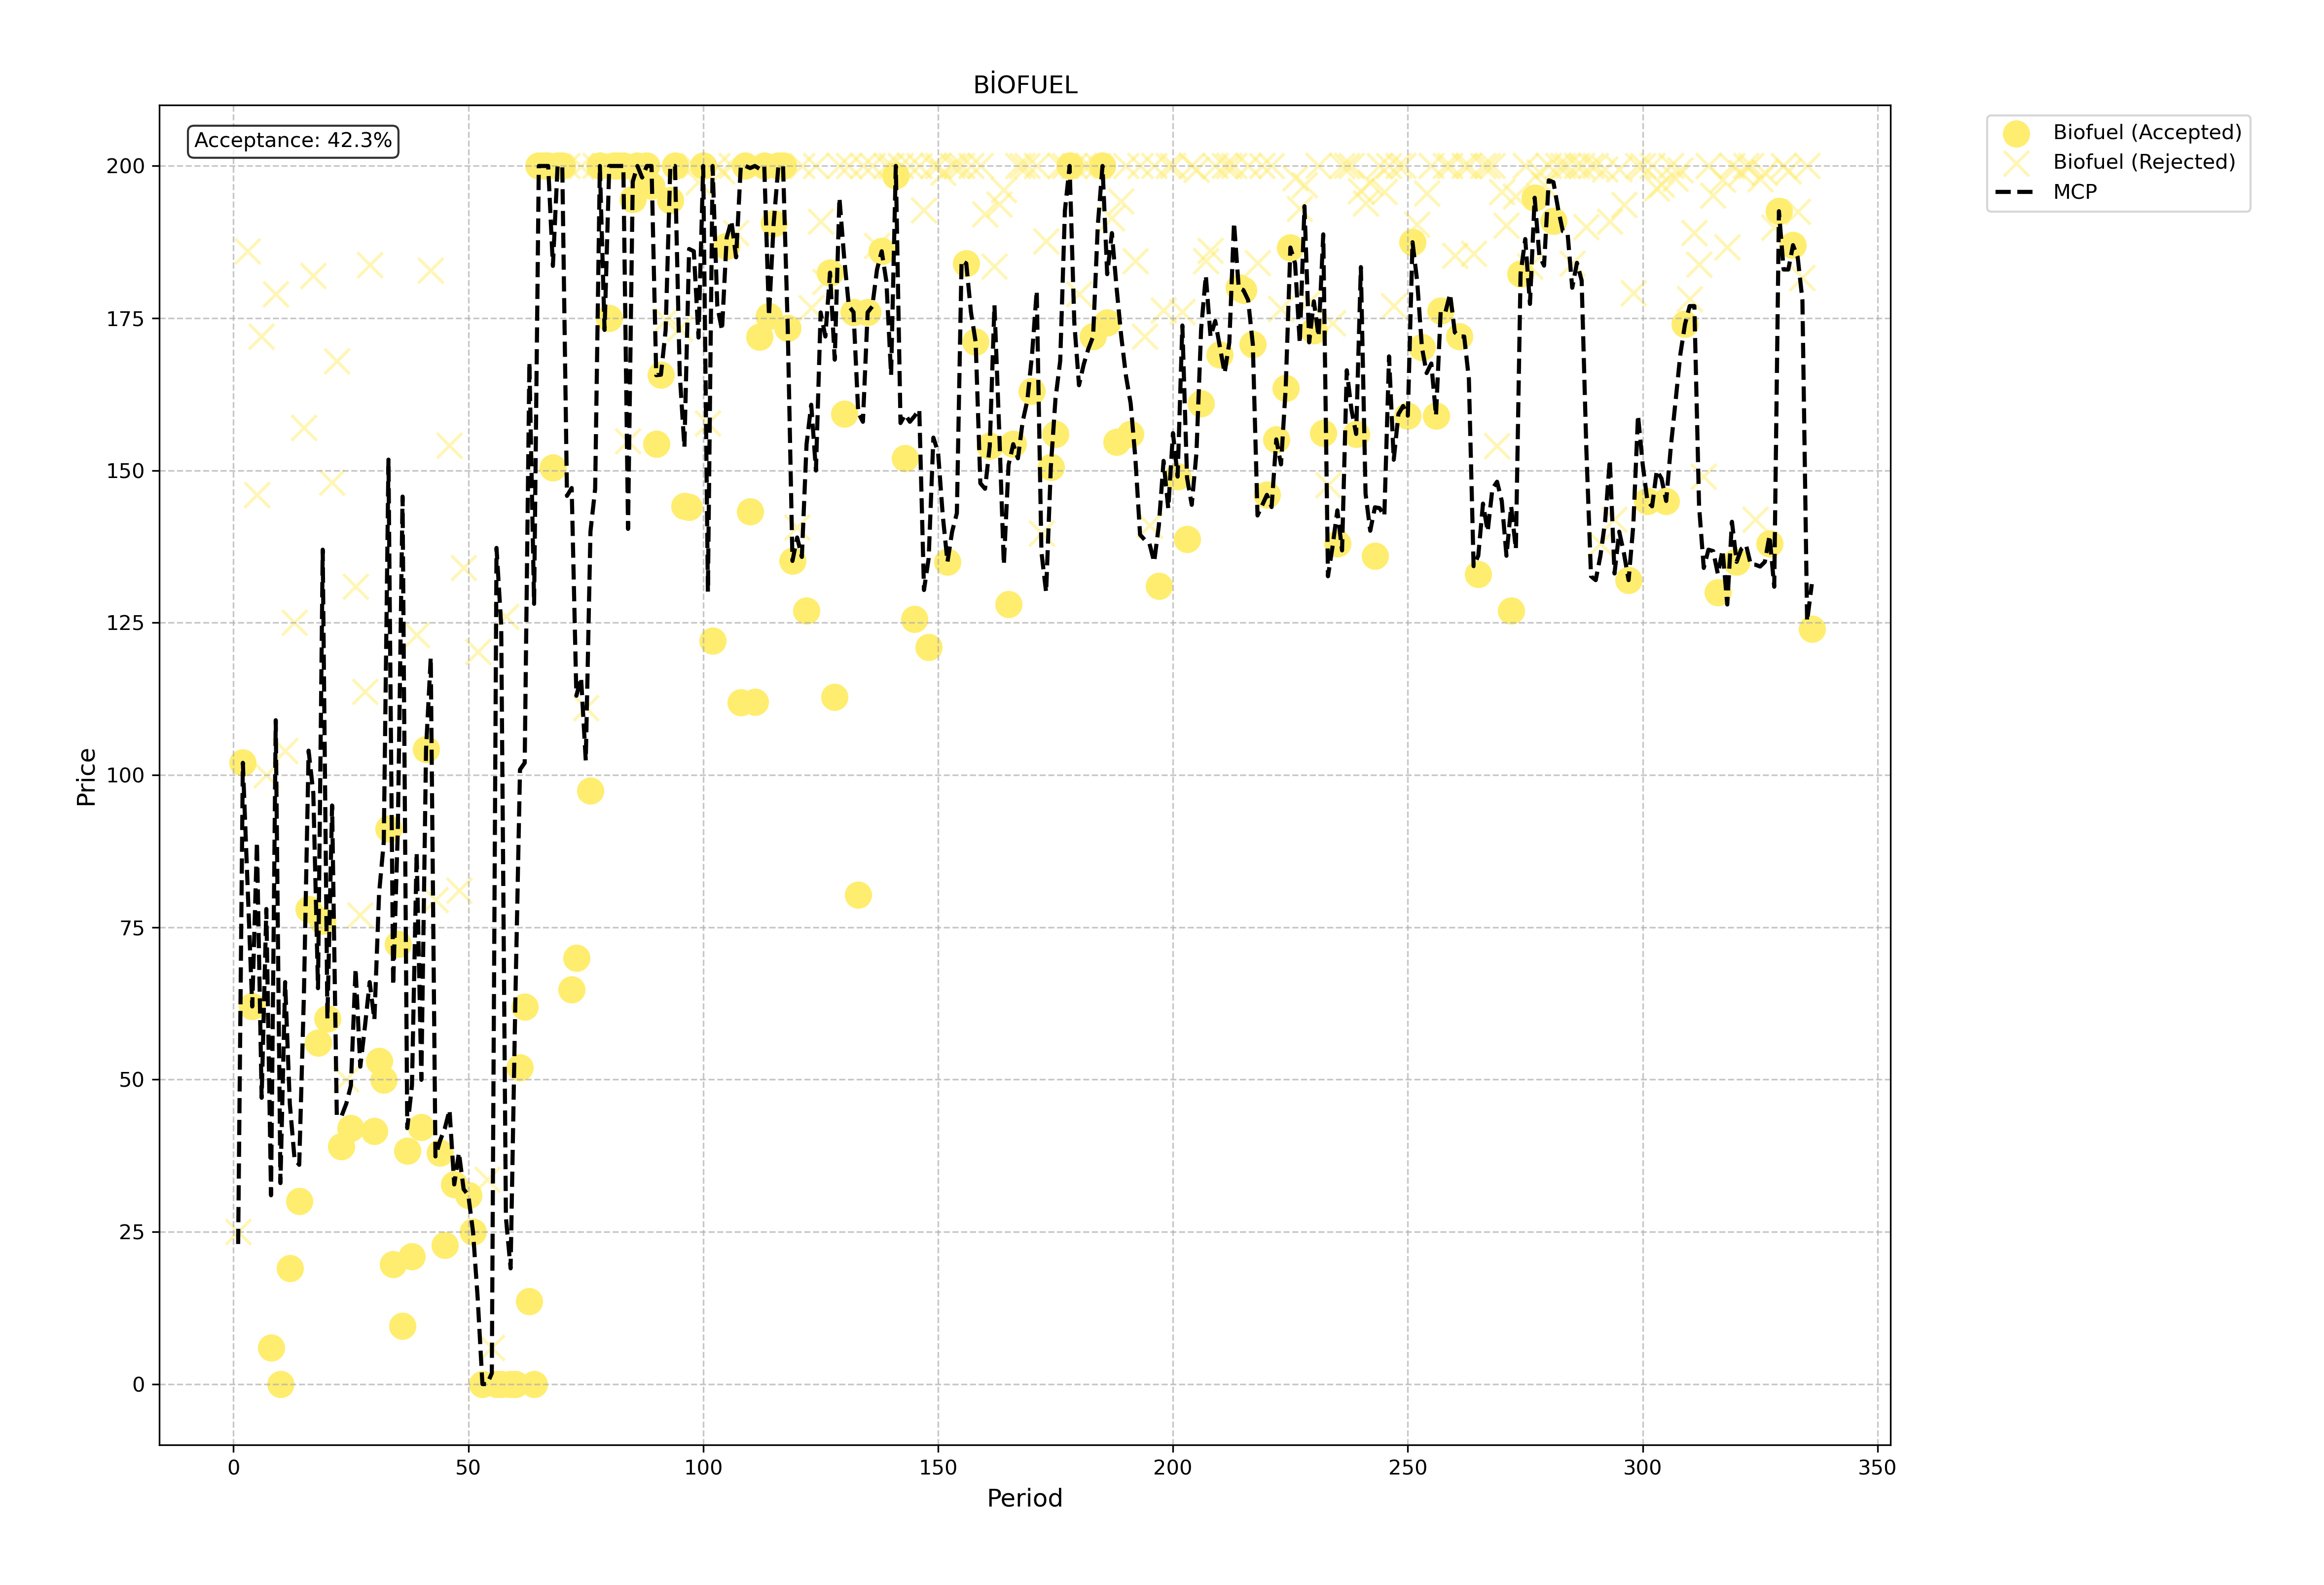 BİOFUEL
Acceptance: 42.3%
Biofuel (Accepted)
Biofuel (Rejected)
MCP
200
175
150
125
100
75
50
25
0
Price
0 50 100 150 200 250 300 350
Period